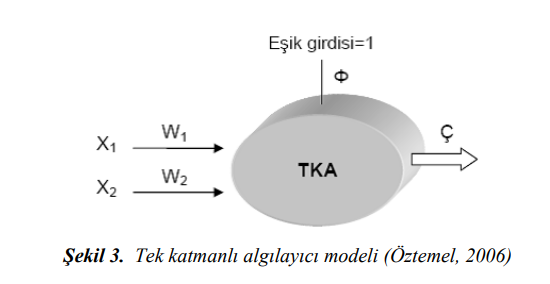 Eşik girdisi=1
Φ
X1
W1
X2
W2
TKA
Ç
Şekil 3. Tek katmanlı algılayıcı modeli (Öztemel, 2006)